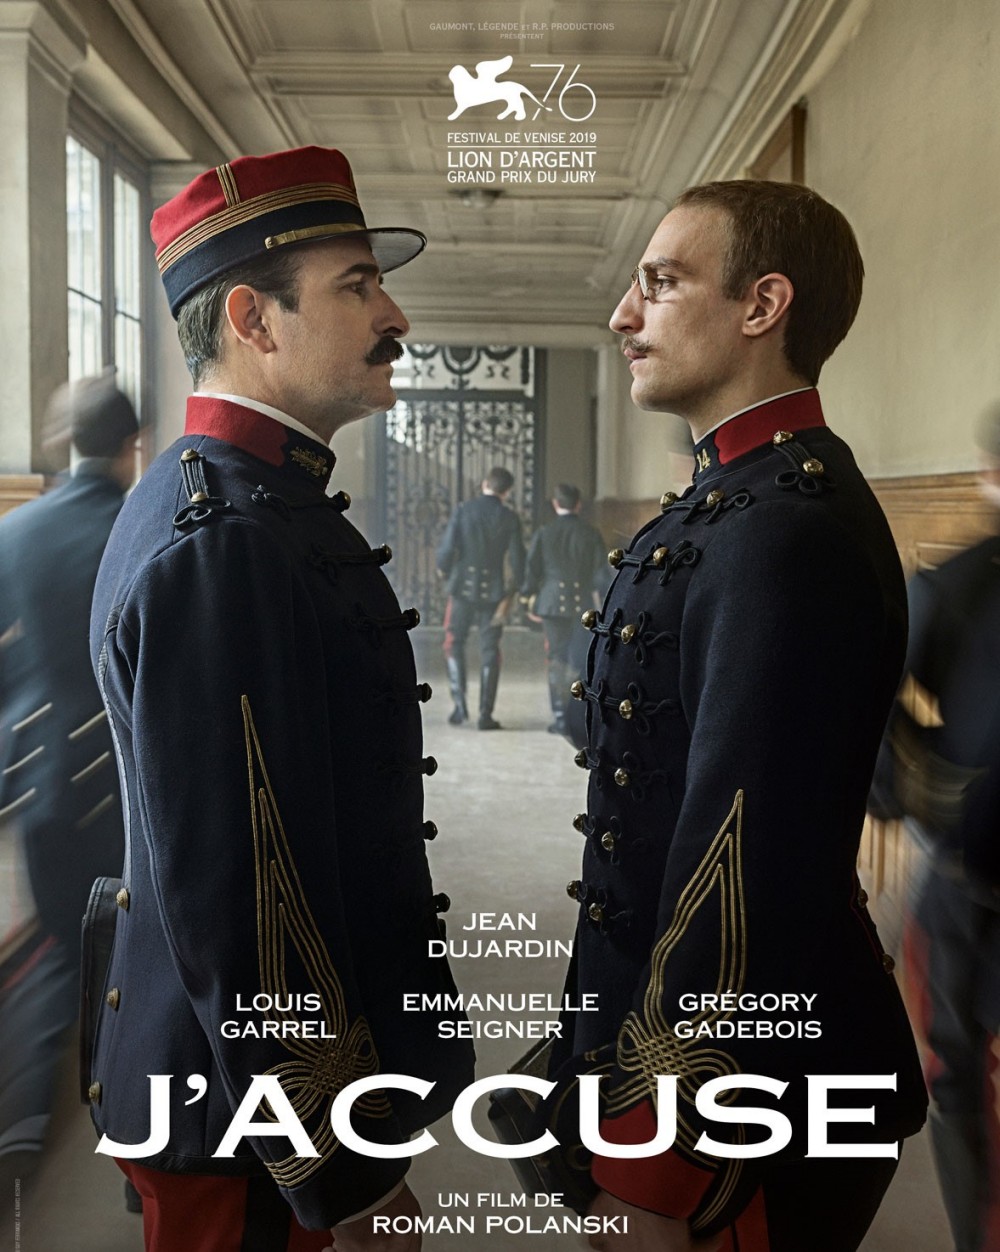 GAUMONT, LÉGENDE ET R.P. PRODUCTIONS
PRÉSENTENT
76
FESTIVAL DE VENISE 2019
LION D'ARGENT
GRAND PRIX DU JURY
14
JEAN
DUJARDIN
LOUIS
GARREL
EMMANUELLE
SEIGNER
GRÉGORY
GADEBOIS
J'ACCUSE
UN FILM DE
ROMAN POLANSKI